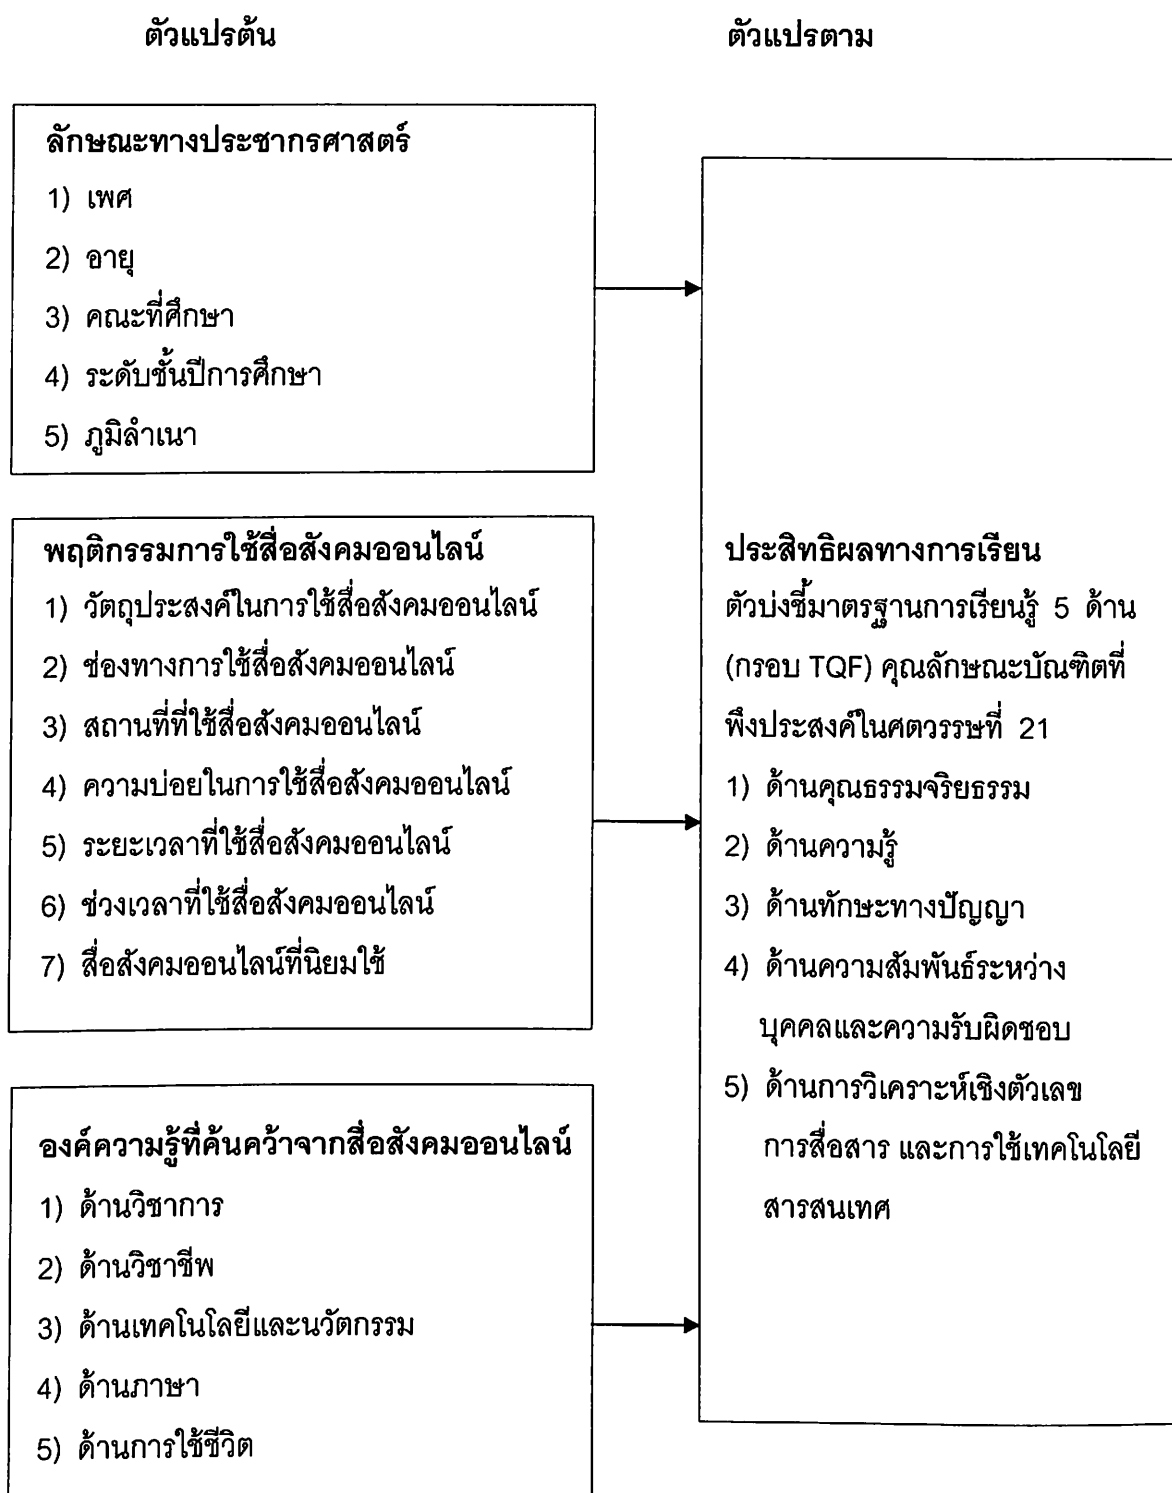 ตัวแปรต้น
ตัวแปรตาม
ลักษณะทางประชากรศาสตร์
1) เพศ
2) อายุ
3) คณะที่ศึกษา
4) ระดับชั้นปีการศึกษา
5) ภูมิลำเนา
พฤติกรรมการใช้สื่อสังคมออนไลน์
1) วัตถุประสงค์ในการใช้สื่อสังคมออนไลน์
2) ช่องทางการใช้สื่อสังคมออนไลน์
3) สถานที่ที่ใช้สื่อสังคมออนไลน์
4) ความบ่อยในการใช้สื่อสังคมออนไลน์
5) ระยะเวลาที่ใช้สื่อสังคมออนไลน์
6) ช่วงเวลาที่ใช้สื่อสังคมออนไลน์
7) สื่อสังคมออนไลน์ที่นิยมใช้
องค์ความรู้ที่ค้นคว้าจากสื่อสังคมออนไลน์
1) ด้านวิชาการ
2) ด้านวิชาชีพ
3) ด้านเทคโนโลยีและนวัตกรรม
4) ด้านภาษา
5) ด้านการใช้ชีวิต
ประสิทธิผลทางการเรียน
ตัวบ่งชี้มาตรฐานการเรียนรู้ 5 ด้าน
(กรอบ TQF) คุณลักษณะบัณฑิตที่
พึงประสงค์ในศตวรรษที่ 21
1) ด้านคุณธรรมจริยธรรม
2) ด้านความรู้
3) ด้านทักษะทางปัญญา
4) ด้านความสัมพันธ์ระหว่าง
บุคคลและความรับผิดชอบ
5) ด้านการวิเคราะห์เชิงตัวเลข
การสื่อสาร และการใช้เทคโนโลยี
สารสนเทศ